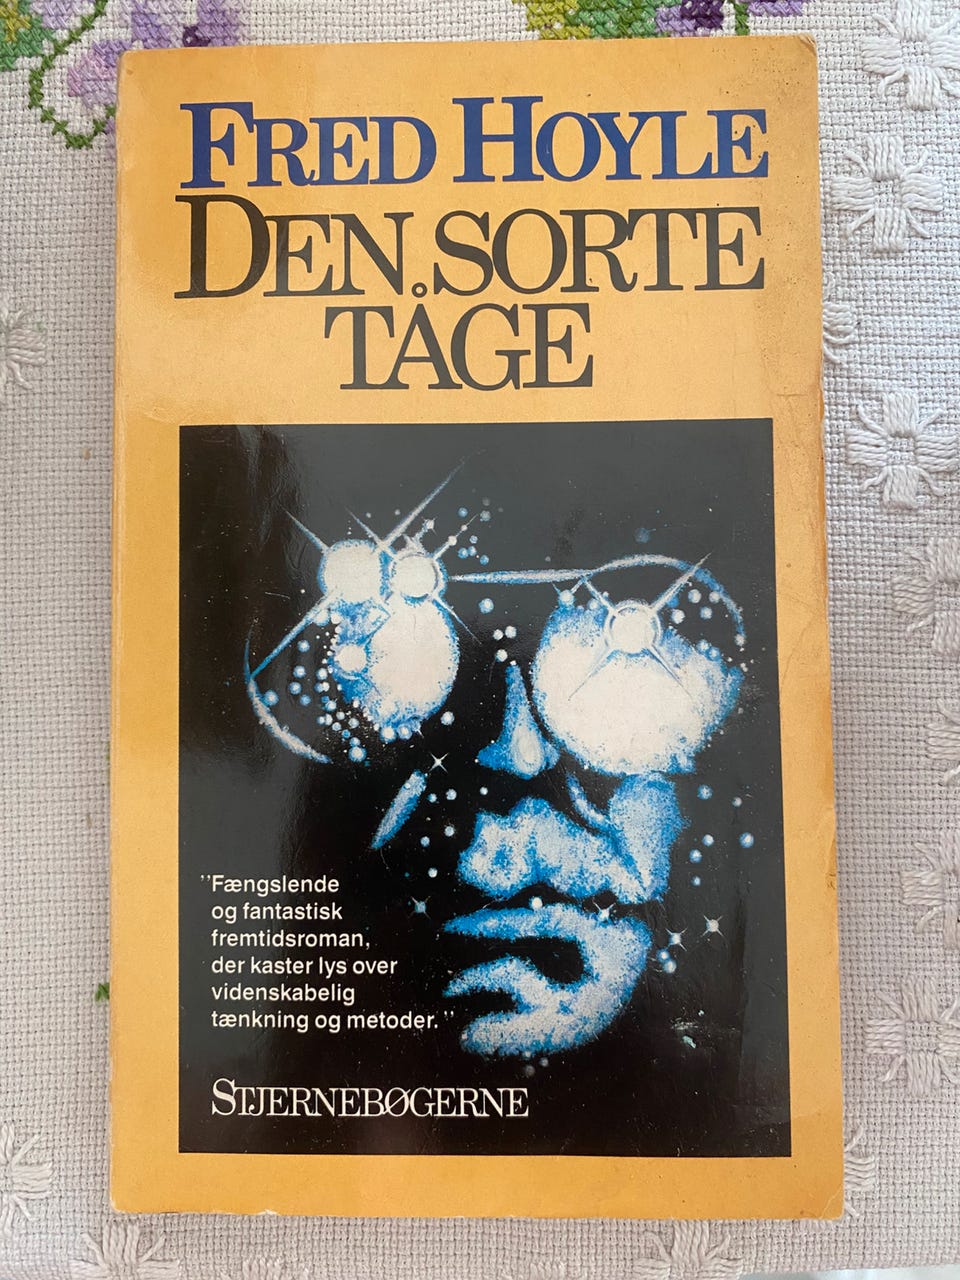 FRED HOYLE
DEN SORTE
TÅGE
"Fængslende
og fantastisk
fremtidsroman,
der kaster lys over
videnskabelig
tænkning og metoder."
STJERNEBØGERNE